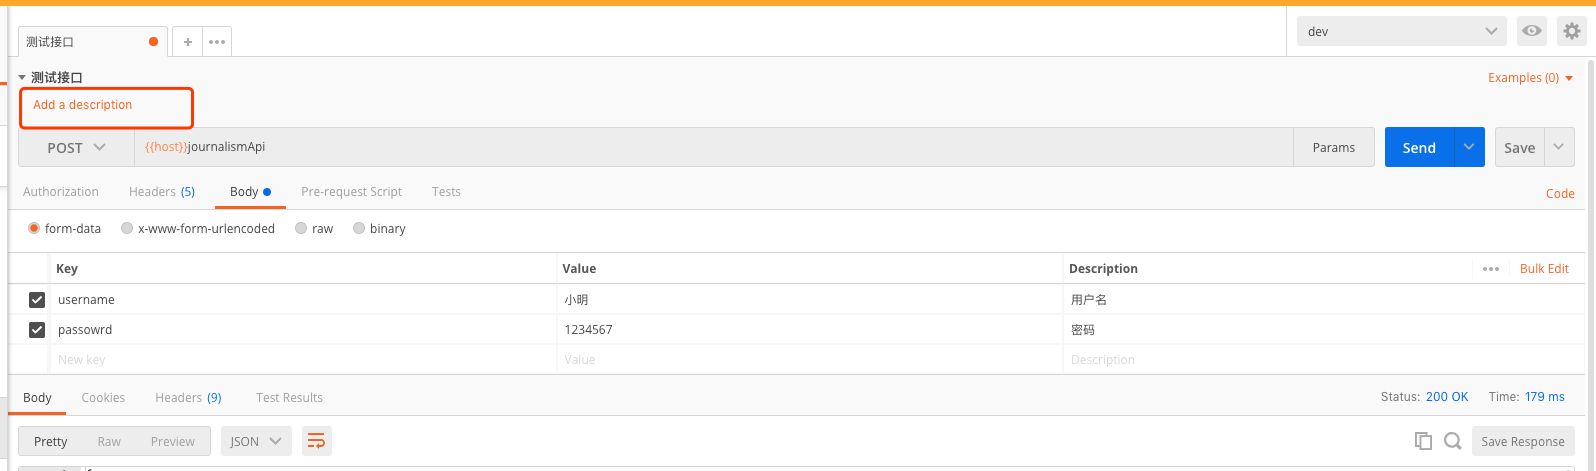 测试接口
dev
测试接口
Examples (0)
Add a description
POST {{host}}journalismApi Params Send Save
Authorization Headers (5) Body Pre-request Script Tests Code
form-data x-www-form-urlencoded raw binary
Key Value Description Bulk Edit
username 小明 用户名
passowrd 1234567 密码
New key Value Description
Body Cookies Headers (9) Test Results Status: 200 OK Time: 179 ms
Pretty Raw Preview JSON Save Response